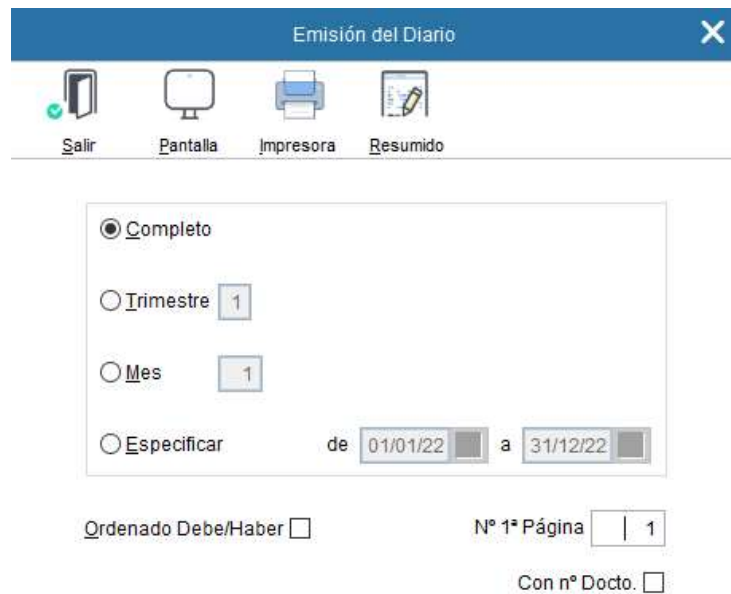 Emisión del Diario
Salir Pantalla Impresora Resumido
Completo
Trimestre 1
Mes 1
Especificar de 01/01/22 a 31/12/22
Ordenado Debe/Haber Nº 1ª Página 1
Con nº Docto.